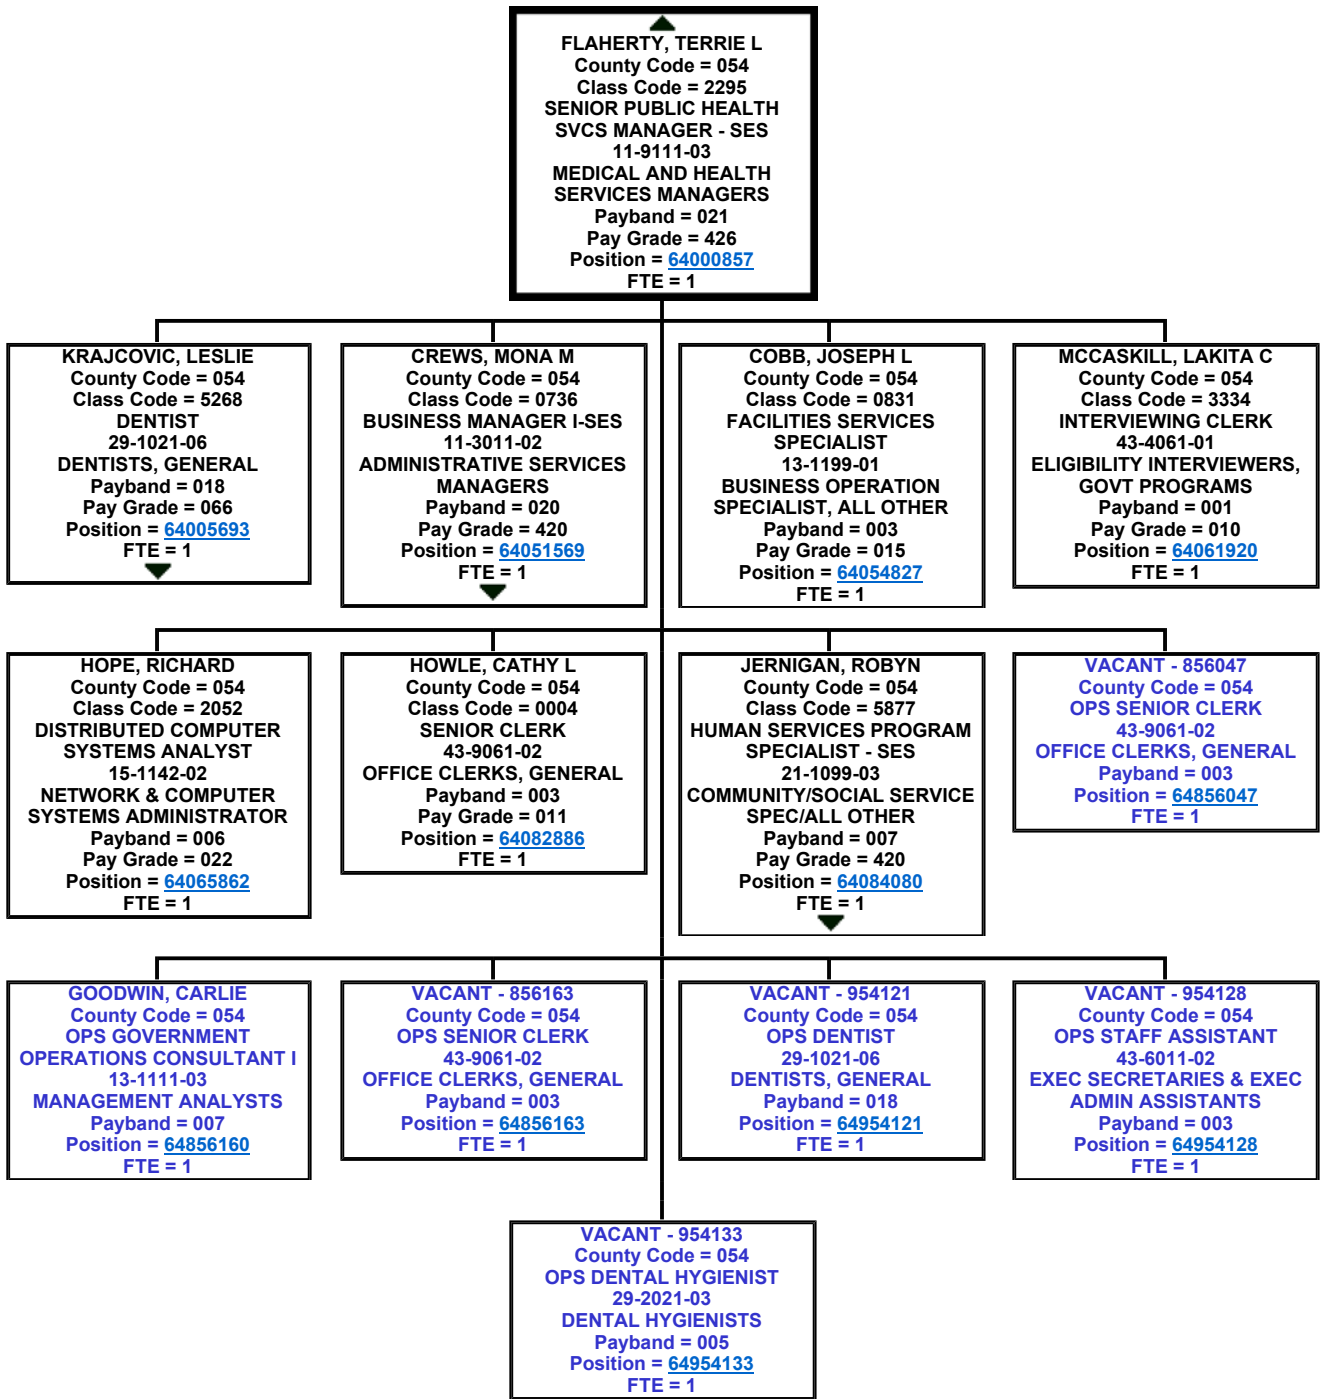 FLAHERTY, TERRIE L
County Code = 054
Class Code = 2295
SENIOR PUBLIC HEALTH
SVCS MANAGER - SES
11-9111-03
MEDICAL AND HEALTH
SERVICES MANAGERS
Payband = 021
Pay Grade = 426
Position = 64000857
FTE = 1
KRAJCOVIC, LESLIE
County Code = 054
Class Code = 5268
DENTIST
29-1021-06
DENTISTS, GENERAL
Payband = 018
Pay Grade = 066
Position = 64005693
FTE = 1
CREWS, MONA M
County Code = 054
Class Code = 0736
BUSINESS MANAGER I-SES
11-3011-02
ADMINISTRATIVE SERVICES
MANAGERS
Payband = 020
Pay Grade = 420
Position = 64051569
FTE = 1
COBB, JOSEPH L
County Code = 054
Class Code = 0831
FACILITIES SERVICES
SPECIALIST
13-1199-01
BUSINESS OPERATION
SPECIALIST, ALL OTHER
Payband = 003
Pay Grade = 015
Position = 64054827
FTE = 1
MCCASKILL, LAKITA C
County Code = 054
Class Code = 3334
INTERVIEWING CLERK
43-4061-01
ELIGIBILITY INTERVIEWERS,
GOVT PROGRAMS
Payband = 001
Pay Grade = 010
Position = 64061920
FTE = 1
HOPE, RICHARD
County Code = 054
Class Code = 2052
DISTRIBUTED COMPUTER
SYSTEMS ANALYST
15-1142-02
NETWORK & COMPUTER
SYSTEMS ADMINISTRATOR
Payband = 006
Pay Grade = 022
Position = 64065862
FTE = 1
HOWLE, CATHY L
County Code = 054
Class Code = 0004
SENIOR CLERK
43-9061-02
OFFICE CLERKS, GENERAL
Payband = 003
Pay Grade = 011
Position = 64082886
FTE = 1
JERNIGAN, ROBYN
County Code = 054
Class Code = 5877
HUMAN SERVICES PROGRAM
SPECIALIST - SES
21-1099-03
COMMUNITY/SOCIAL SERVICE
SPEC/ALL OTHER
Payband = 007
Pay Grade = 420
Position = 64084080
FTE = 1
VACANT - 856047
County Code = 054
OPS SENIOR CLERK
43-9061-02
OFFICE CLERKS, GENERAL
Payband = 003
Position = 64856047
FTE = 1
GOODWIN, CARLIE
County Code = 054
OPS GOVERNMENT
OPERATIONS CONSULTANT I
13-1111-03
MANAGEMENT ANALYSTS
Payband = 007
Position = 64856160
FTE = 1
VACANT - 856163
County Code = 054
OPS SENIOR CLERK
43-9061-02
OFFICE CLERKS, GENERAL
Payband = 003
Position = 64856163
FTE = 1
VACANT - 954121
County Code = 054
OPS DENTIST
29-1021-06
DENTISTS, GENERAL
Payband = 018
Position = 64954121
FTE = 1
VACANT - 954128
County Code = 054
OPS STAFF ASSISTANT
43-6011-02
EXEC SECRETARIES & EXEC
ADMIN ASSISTANTS
Payband = 003
Position = 64954128
FTE = 1
VACANT - 954133
County Code = 054
OPS DENTAL HYGIENIST
29-2021-03
DENTAL HYGIENISTS
Payband = 005
Position = 64954133
FTE = 1